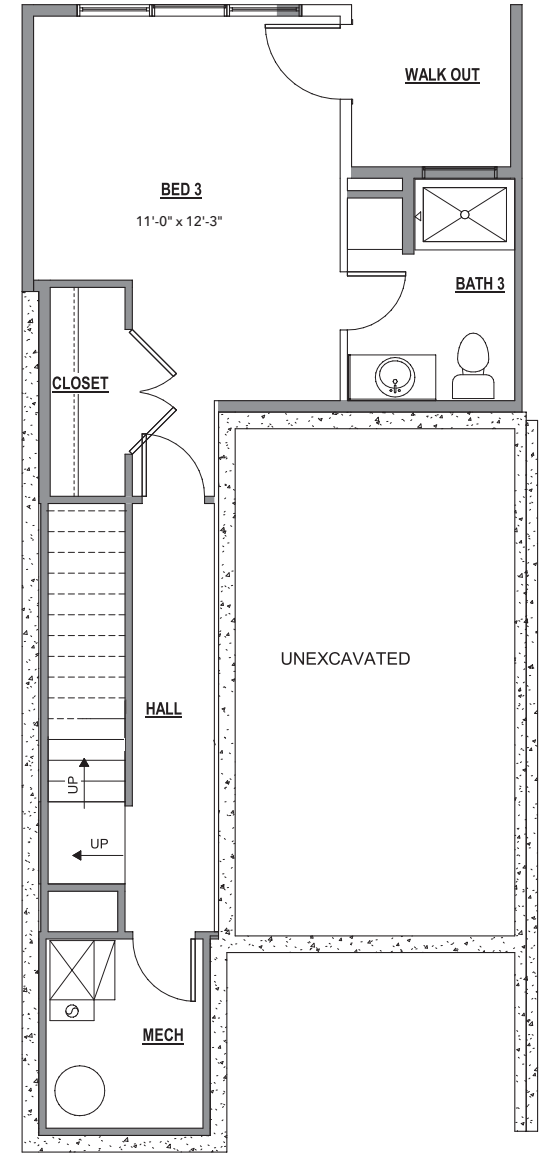 WALK OUT
BED 3
11'-0" x 12'-3"
BATH 3
CLOSET
UNEXCAVATED
HALL
UP
UP
MECH